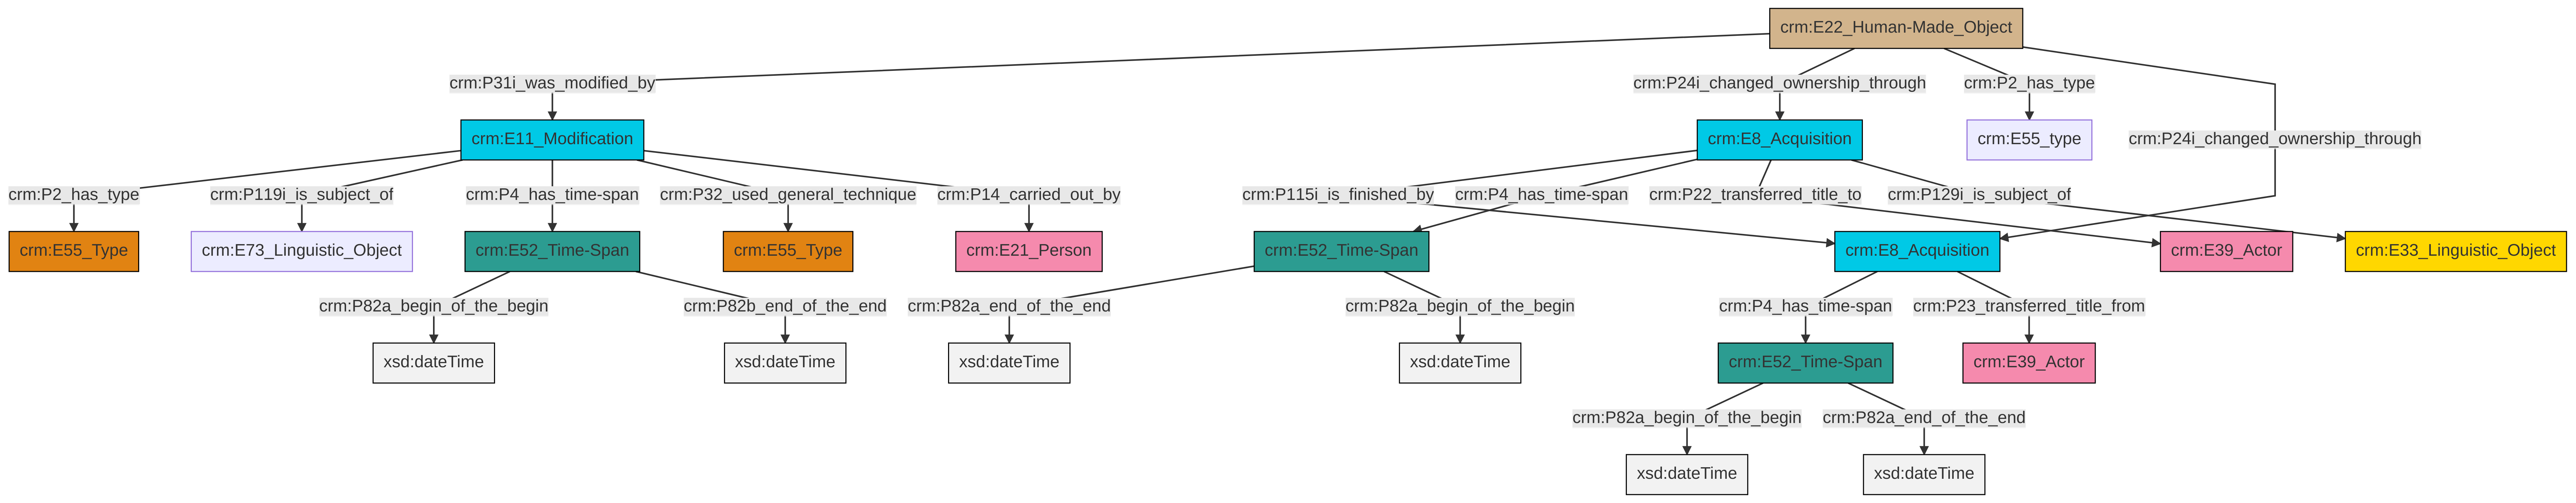 crm:E22_Human-Made_Object
crm:P31i_was_modified_by
crm:P24i_changed_ownership_through
crm:P2_has_type
crm:E11_Modification
crm:E8_Acquisition
crm:E55_type
crm:P24i_changed_ownership_through
crm:P2_has_type
crm:P119i_is_subject_of
crm:P4_has_time-span
crm:P32_used_general_technique
crm:P14_carried_out_by
crm:P115i_is_finished_by
crm:P4_has_time-span
crm:P22_transferred_title_to
crm:P129i_is_subject_of
crm:E55_Type
crm:E73_Linguistic_Object
crm:E52_Time-Span
crm:E55_Type
crm:E21_Person
crm:E52_Time-Span
crm:E8_Acquisition
crm:E39_Actor
crm:E33_Linguistic_Object
crm:P82a_begin_of_the_begin
crm:P82b_end_of_the_end
crm:P82a_end_of_the_end
crm:P82a_begin_of_the_begin
crm:P4_has_time-span
crm:P23_transferred_title_from
xsd:dateTime
xsd:dateTime
xsd:dateTime
xsd:dateTime
crm:E52_Time-Span
crm:E39_Actor
crm:P82a_begin_of_the_begin
crm:P82a_end_of_the_end
xsd:dateTime
xsd:dateTime